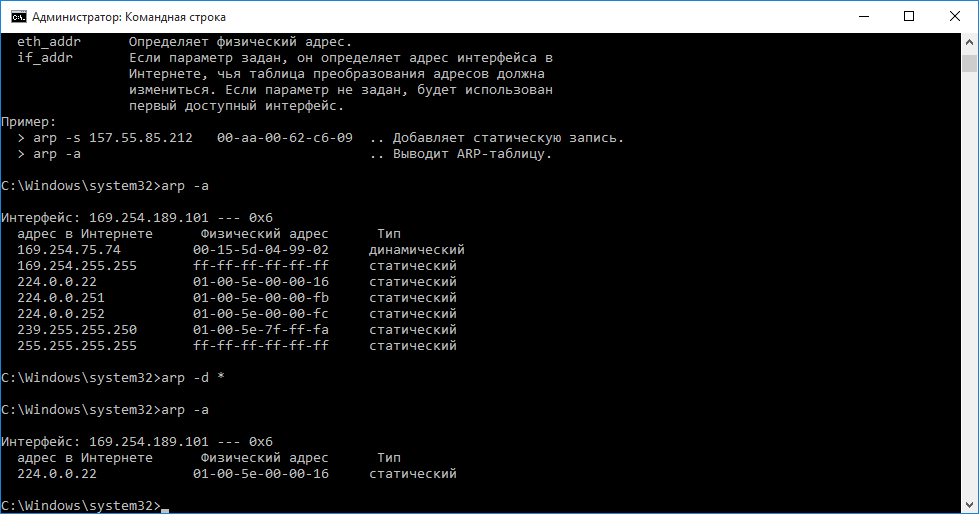 Администратор: Командная строка
eth_addr      Определяет физический адрес.
if_addr       Если параметр задан, он определяет адрес интерфейса в
Интернете, чья таблица преобразования адресов должна
измениться. Если параметр не задан, будет использован
первый доступный интерфейс.
Пример:
> arp -s 157.55.85.212   00-aa-00-62-c6-09  .. Добавляет статическую запись.
> arp -a                                    .. Выводит ARP-таблицу.
C:\Windows\system32>arp -a
Интерфейс: 169.254.189.101 --- 0x6
адрес в Интернете      Физический адрес      Тип
169.254.75.74         00-15-5d-04-99-02     динамический
169.254.255.255       ff-ff-ff-ff-ff-ff     статический
224.0.0.22            01-00-5e-00-00-16     статический
224.0.0.251           01-00-5e-00-00-fb     статический
224.0.0.252           01-00-5e-00-00-fc     статический
239.255.255.250       01-00-5e-7f-ff-fa     статический
255.255.255.255       ff-ff-ff-ff-ff-ff     статический
C:\Windows\system32>arp -d *
C:\Windows\system32>arp -a
Интерфейс: 169.254.189.101 --- 0x6
адрес в Интернете      Физический адрес      Тип
224.0.0.22            01-00-5e-00-00-16     статический
C:\Windows\system32>